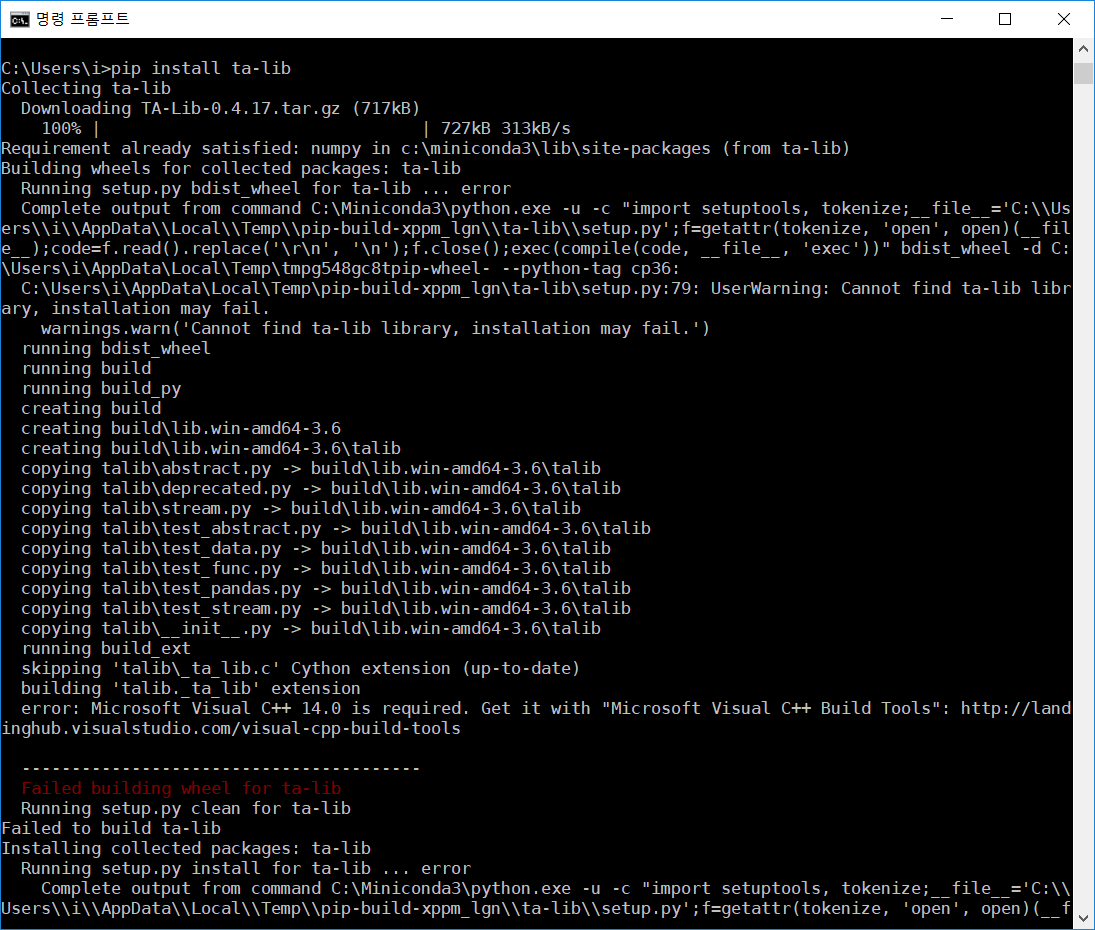 명령 프롬프트
C:\Users\i>pip install ta-lib
Collecting ta-lib
  Downloading TA-Lib-0.4.17.tar.gz (717kB)
    100% |                                | 727kB 313kB/s
Requirement already satisfied: numpy in c:\miniconda3\lib\site-packages (from ta-lib)
Building wheels for collected packages: ta-lib
  Running setup.py bdist_wheel for ta-lib ... error
  Complete output from command C:\Miniconda3\python.exe -u -c "import setuptools, tokenize;__file__='C:\\Us
ers\\i\\AppData\\Local\\Temp\\pip-build-xppm_lgn\\ta-lib\\setup.py';f=getattr(tokenize, 'open', open)(__fil
e__);code=f.read().replace('\r\n', '\n');f.close();exec(compile(code, __file__, 'exec'))" bdist_wheel -d C:
\Users\i\AppData\Local\Temp\tmpg548gc8tpip-wheel- --python-tag cp36:
  C:\Users\i\AppData\Local\Temp\pip-build-xppm_lgn\ta-lib\setup.py:79: UserWarning: Cannot find ta-lib libr
ary, installation may fail.
    warnings.warn('Cannot find ta-lib library, installation may fail.')
  running bdist_wheel
  running build
  running build_py
  creating build
  creating build\lib.win-amd64-3.6
  creating build\lib.win-amd64-3.6\talib
  copying talib\abstract.py -> build\lib.win-amd64-3.6\talib
  copying talib\deprecated.py -> build\lib.win-amd64-3.6\talib
  copying talib\stream.py -> build\lib.win-amd64-3.6\talib
  copying talib\test_abstract.py -> build\lib.win-amd64-3.6\talib
  copying talib\test_data.py -> build\lib.win-amd64-3.6\talib
  copying talib\test_func.py -> build\lib.win-amd64-3.6\talib
  copying talib\test_pandas.py -> build\lib.win-amd64-3.6\talib
  copying talib\test_stream.py -> build\lib.win-amd64-3.6\talib
  copying talib\__init__.py -> build\lib.win-amd64-3.6\talib
  running build_ext
  skipping 'talib\_ta_lib.c' Cython extension (up-to-date)
  building 'talib._ta_lib' extension
  error: Microsoft Visual C++ 14.0 is required. Get it with "Microsoft Visual C++ Build Tools": http://land
inghub.visualstudio.com/visual-cpp-build-tools
  ----------------------------------------
  Failed building wheel for ta-lib
  Running setup.py clean for ta-lib
Failed to build ta-lib
Installing collected packages: ta-lib
  Running setup.py install for ta-lib ... error
    Complete output from command C:\Miniconda3\python.exe -u -c "import setuptools, tokenize;__file__='C:\\
Users\\i\\AppData\\Local\\Temp\\pip-build-xppm_lgn\\ta-lib\\setup.py';f=getattr(tokenize, 'open', open)(__f